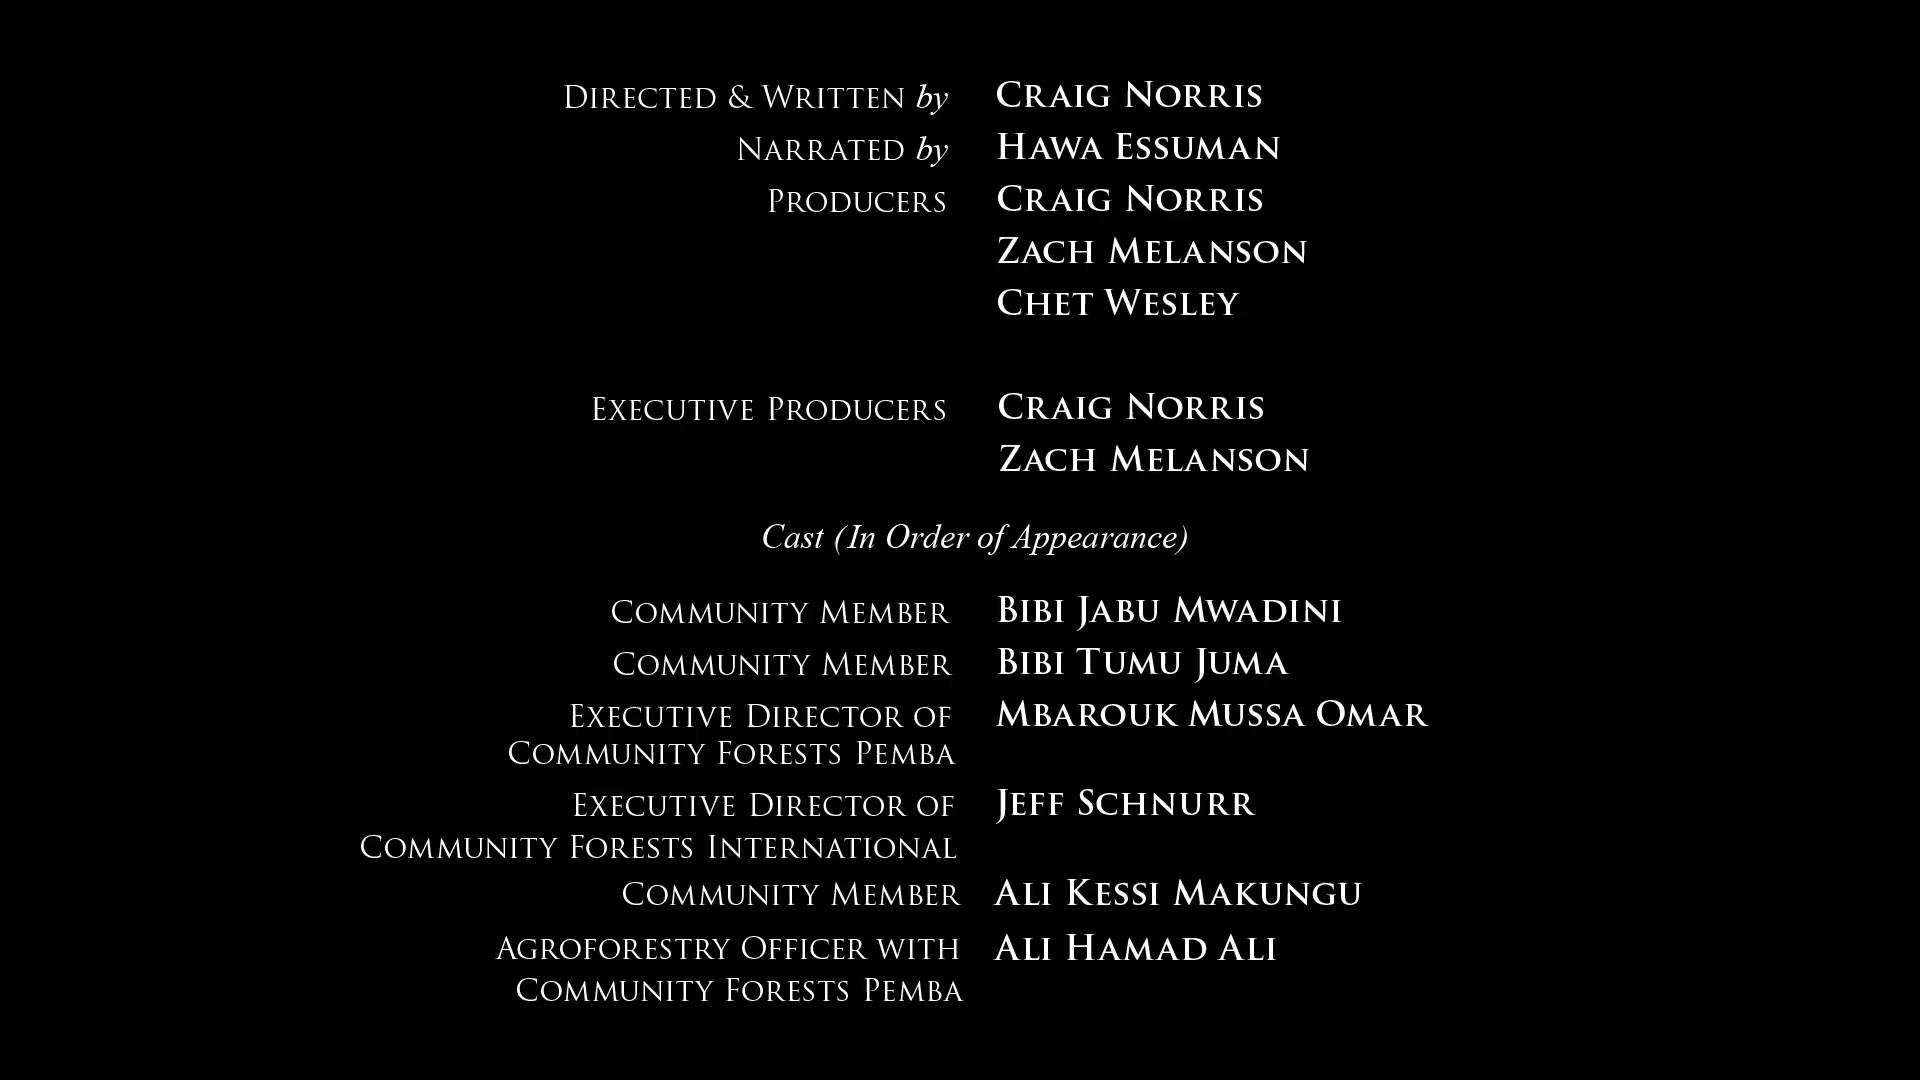 Directed & Written by Craig Norris
Narrated by Hawa Essuman
Producers Craig Norris
Zach Melanson
Chet Wesley
Executive Producers Craig Norris
Zach Melanson
Cast (In Order of Appearance)
Community Member Bibi Jabu Mwadini
Community Member Bibi Tumu Juma
Executive Director of Mbarouk Mussa Omar
Community Forests Pemba
Executive Director of Jeff Schnurr
Community Forests International
Community Member Ali Kessi Makungu
Agroforestry Officer with Ali Hamad Ali
Community Forests Pemba